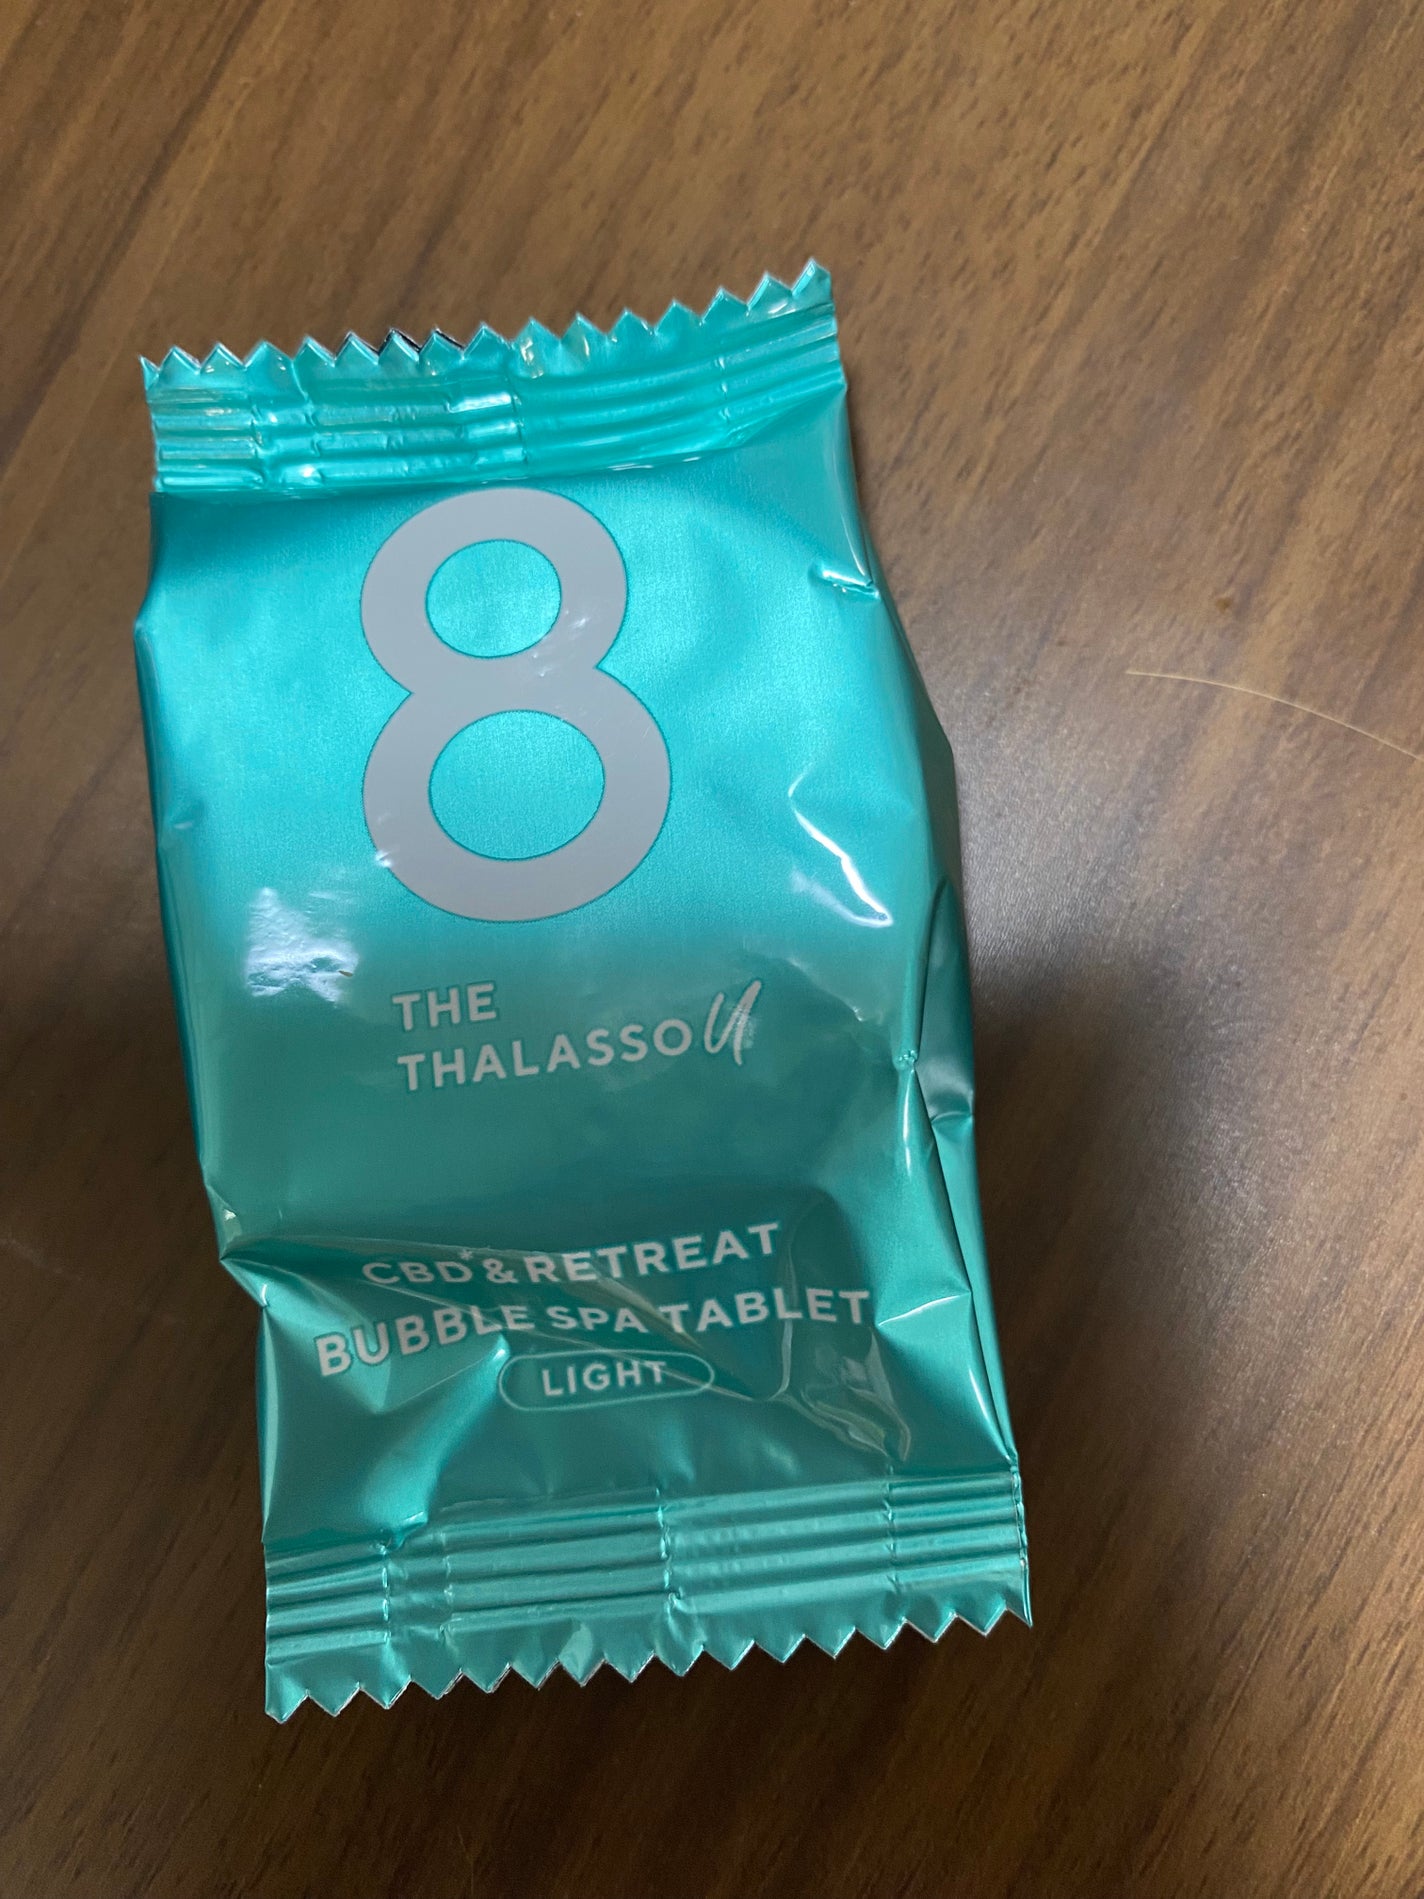 8
THE
THALASSO U
CBD* & RETREAT
BUBBLE SPA TABLET
LIGHT